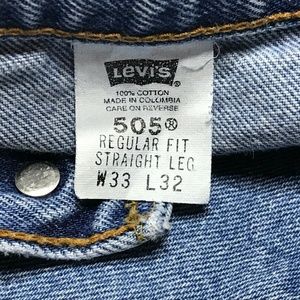 LEVI'S
100% COTTON
MADE IN COLOMBIA
CARE ON REVERSE
505®
REGULAR FIT
STRAIGHT LEG
W33 L32